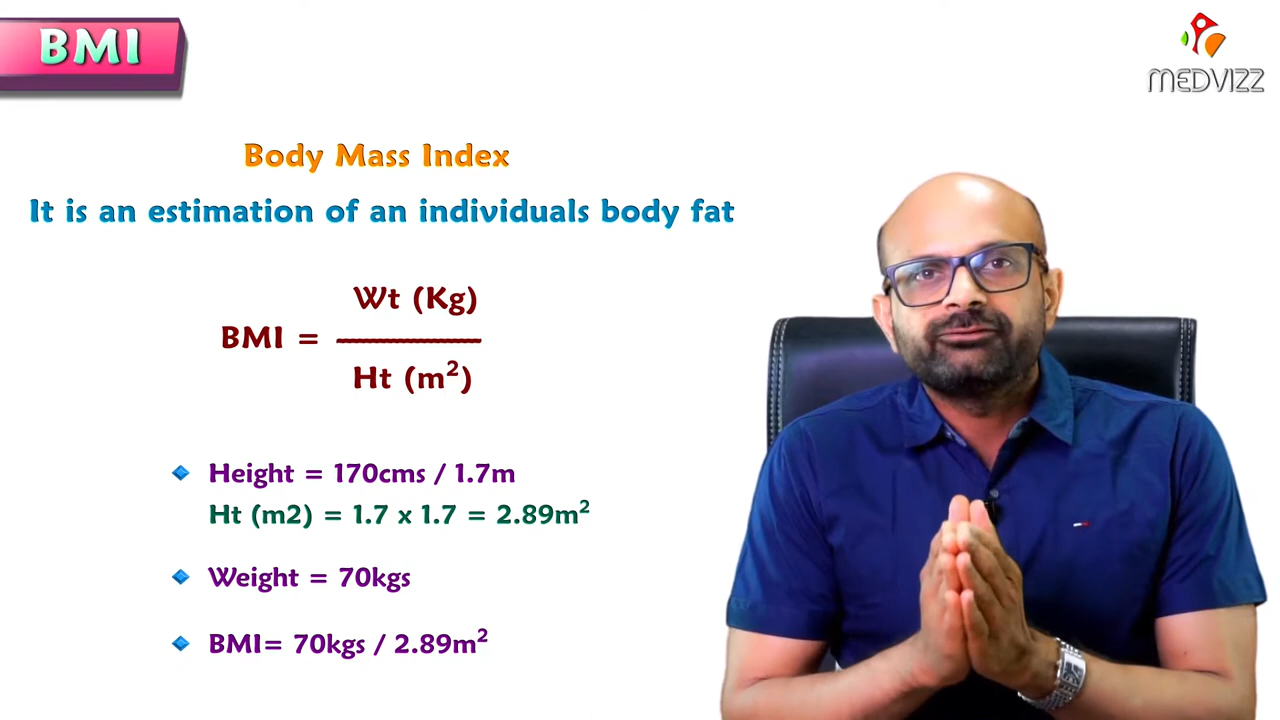 BMI
MEDVIZZ
Body Mass Index
It is an estimation of an individuals body fat
Wt (Kg)
BMI =
Ht (m²)
Height = 170cms / 1.7m
Ht (m2) = 1.7 x 1.7 = 2.89m²
Weight = 70kgs
BMI= 70kgs / 2.89m²